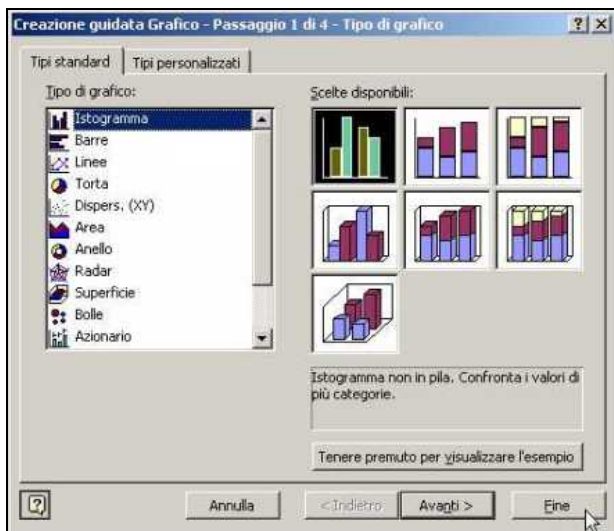 Creazione guidata Grafico - Passaggio 1 di 4 - Tipo di grafico
Tipi standard
Tipi personalizzati
Tipo di grafico:
Istogramma
Barre
Linee
Torta
Dispers. (XY)
Area
Anello
Radar
Superficie
Bolle
Azionario
Scelte disponibili:
Istogramma non in pila. Confronta i valori di
più categorie.
Tenere premuto per visualizzare l'esempio
Annulla
< Indietro
Avanti >
Fine